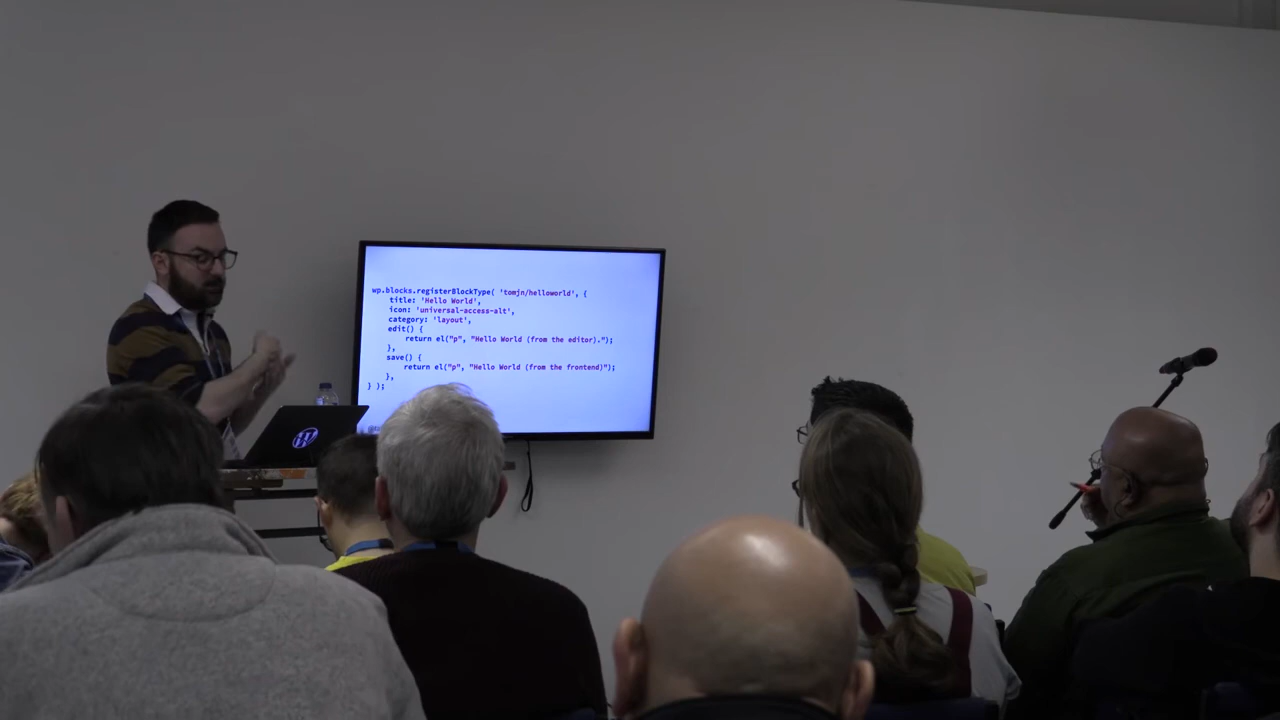 wp.blocks.registerBlockType( 'tomjn/helloworld', {
title: 'Hello World',
icon: 'universal-access-alt',
category: 'layout',
edit() {
return el("p", "Hello World (from the editor).");
},
save() {
return el("p", "Hello World (from the frontend)");
},
} );